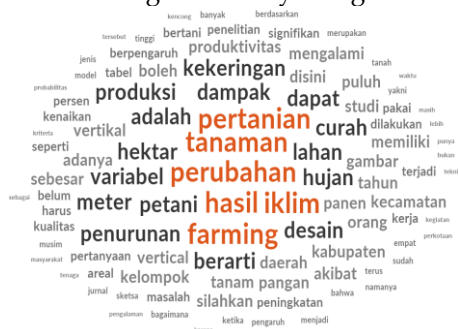 kencang banyak berdasarkan
tersebut tinggi bertani penelitian signifikan merupakan
jenis berpengaruh produktivitas mengalami tanah
model tabel boleh kekeringan disini puluh waktu
probabilitas persen produksi dampak dapat studi pakai yakni masih
kenaikan adalah pertanian curah dilakukan lebih
kriteria vertikal tanaman memiliki punya
seperti adanya hektar lahan gambar bukan
sebesar variabel perubahan hujan tahun terjadi tekni
sebagai belum meter petani hasil iklim panen kecamatan
harus orang kerja kegiatan
kualitas penurunan farming desain perkotaan
musim empat
masyarakat pertanyaan vertical berarti daerah kabupaten sudah
tenaga areal kelompok akibat terus
jurnal tanam pangan namanya
sketsa masalah silahkan peningkatan bahwa
pengalaman bagaimana
ketika pengaruh menjadi